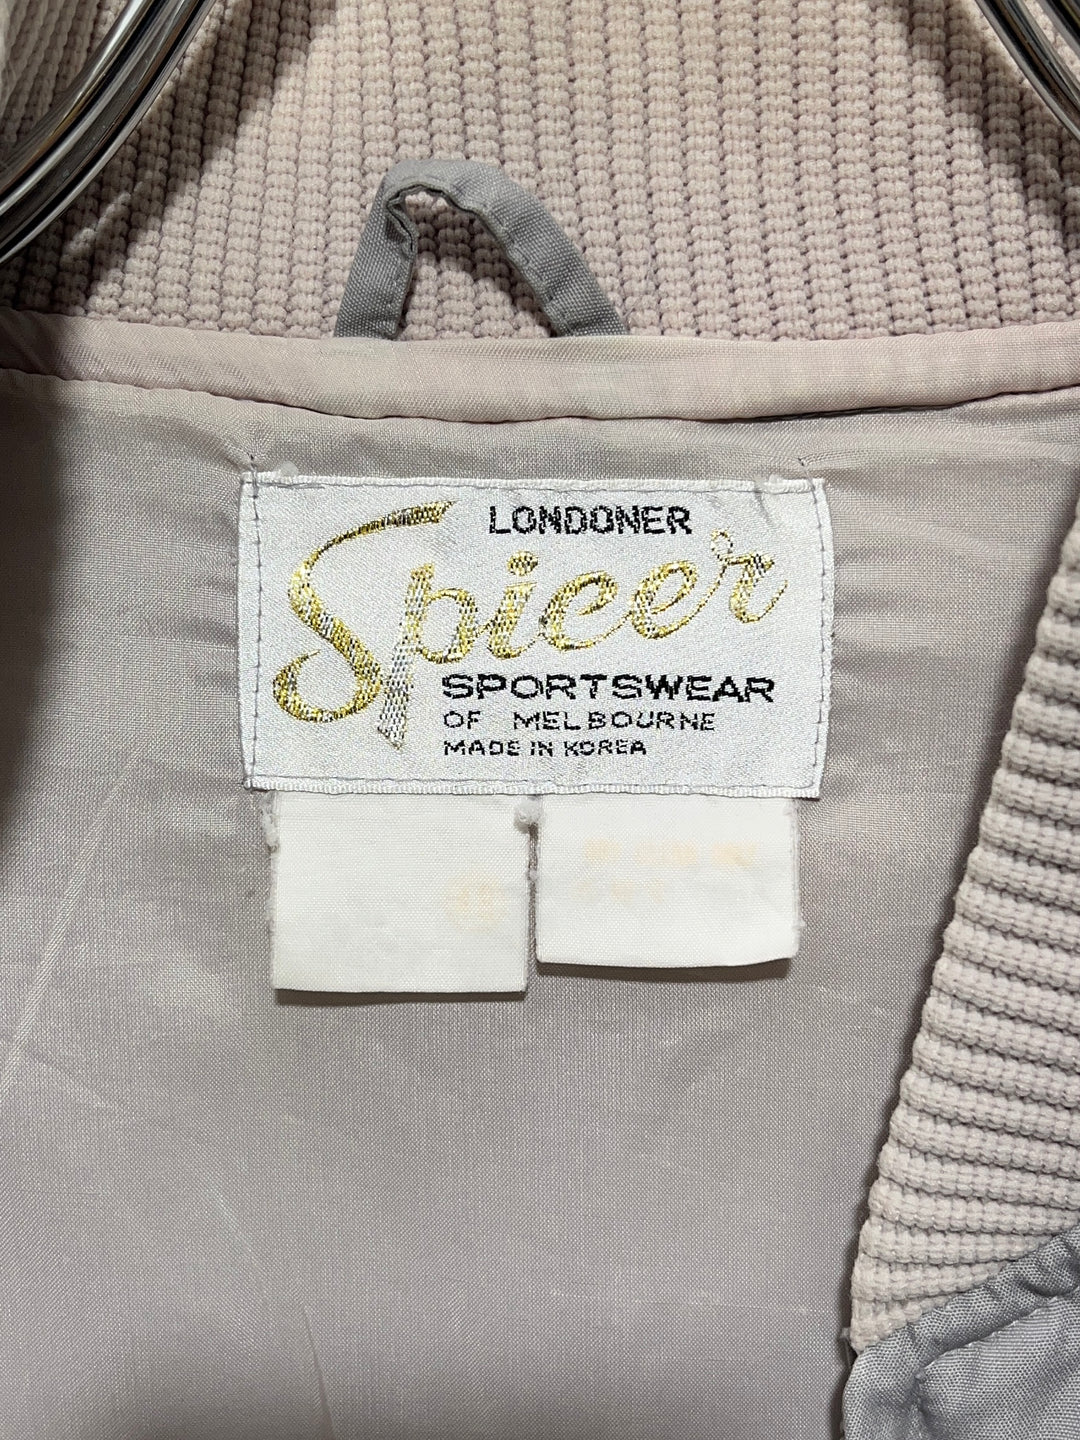 LONDONER
Spicer
SPORTSWEAR
OF MELBOURNE
MADE IN KOREA